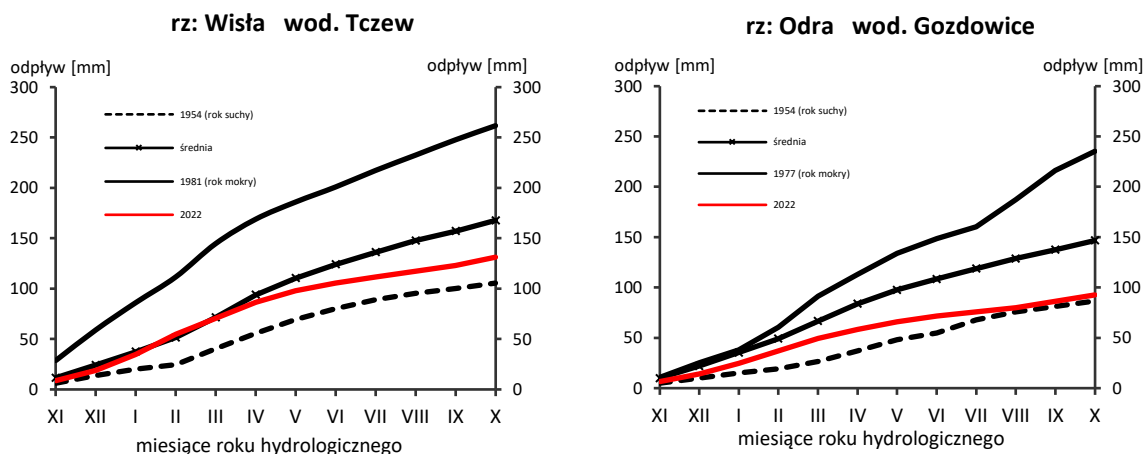 rz: Wisła wod. Tczew
odpływ [mm]
odpływ [mm]
300
250
200
150
100
50
0
300
250
200
150
100
50
0
1954 (rok suchy)
średnia
1981 (rok mokry)
2022
XI XII I II III IV V VI VII VIII IX X
miesiące roku hydrologicznego
rz: Odra wod. Gozdowice
odpływ [mm]
odpływ [mm]
300
250
200
150
100
50
0
300
250
200
150
100
50
0
1954 (rok suchy)
średnia
1977 (rok mokry)
2022
XI XII I II III IV V VI VII VIII IX X
miesiące roku hydrologicznego